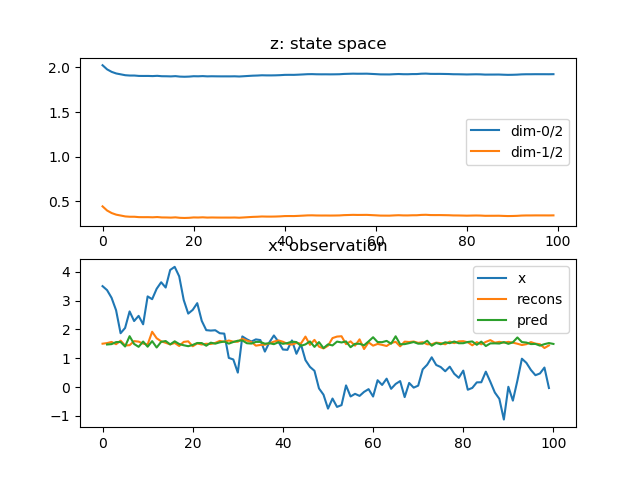 z: state space
2.0
1.5
1.0
0.5
dim-0/2
dim-1/2
0 20 40 60 80 100
x: observation
4
3
2
1
0
−1
x
recons
pred
0 20 40 60 80 100